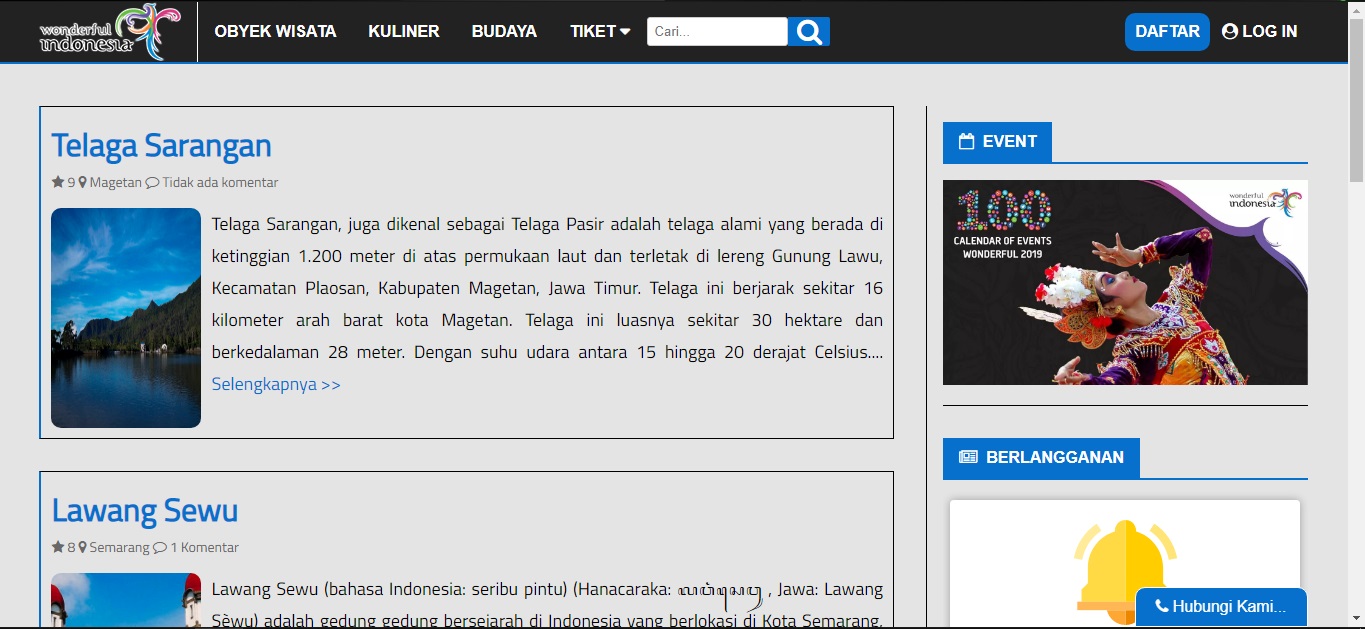 wonderful
indonesia
OBYEK WISATA
KULINER
BUDAYA
TIKET
Cari...
DAFTAR
LOG IN
Telaga Sarangan
9 Magetan Tidak ada komentar
Telaga Sarangan, juga dikenal sebagai Telaga Pasir adalah telaga alami yang berada di
ketinggian 1.200 meter di atas permukaan laut dan terletak di lereng Gunung Lawu,
Kecamatan Plaosan, Kabupaten Magetan, Jawa Timur. Telaga ini berjarak sekitar 16
kilometer arah barat kota Magetan. Telaga ini luasnya sekitar 30 hektare dan
berkedalaman 28 meter. Dengan suhu udara antara 15 hingga 20 derajat Celsius....
Selengkapnya >>
Lawang Sewu
8 Semarang 1 Komentar
Lawang Sewu (bahasa Indonesia: seribu pintu) (Hanacaraka: , Jawa: Lawang
Sèwu) adalah gedung gedung bersejarah di Indonesia yang berlokasi di Kota Semarang,
EVENT
100
CALENDAR OF EVENTS
WONDERFUL 2019
wonderful
indonesia
BERLANGGANAN
Hubungi Kami...